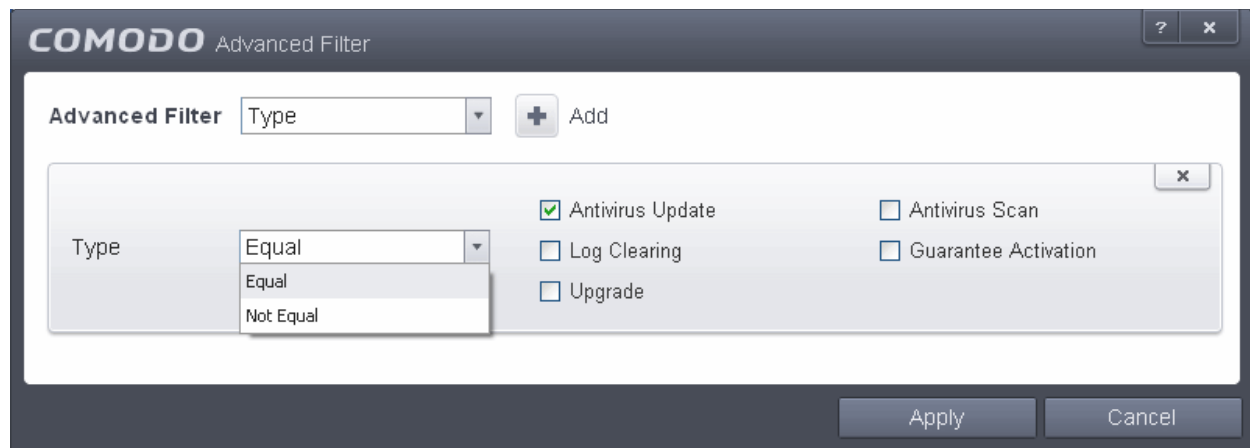 COMODO Advanced Filter ? x
Advanced Filter Type + Add
x
Antivirus Update Antivirus Scan
Type Equal Log Clearing Guarantee Activation
Equal
Upgrade
Not Equal
Apply Cancel